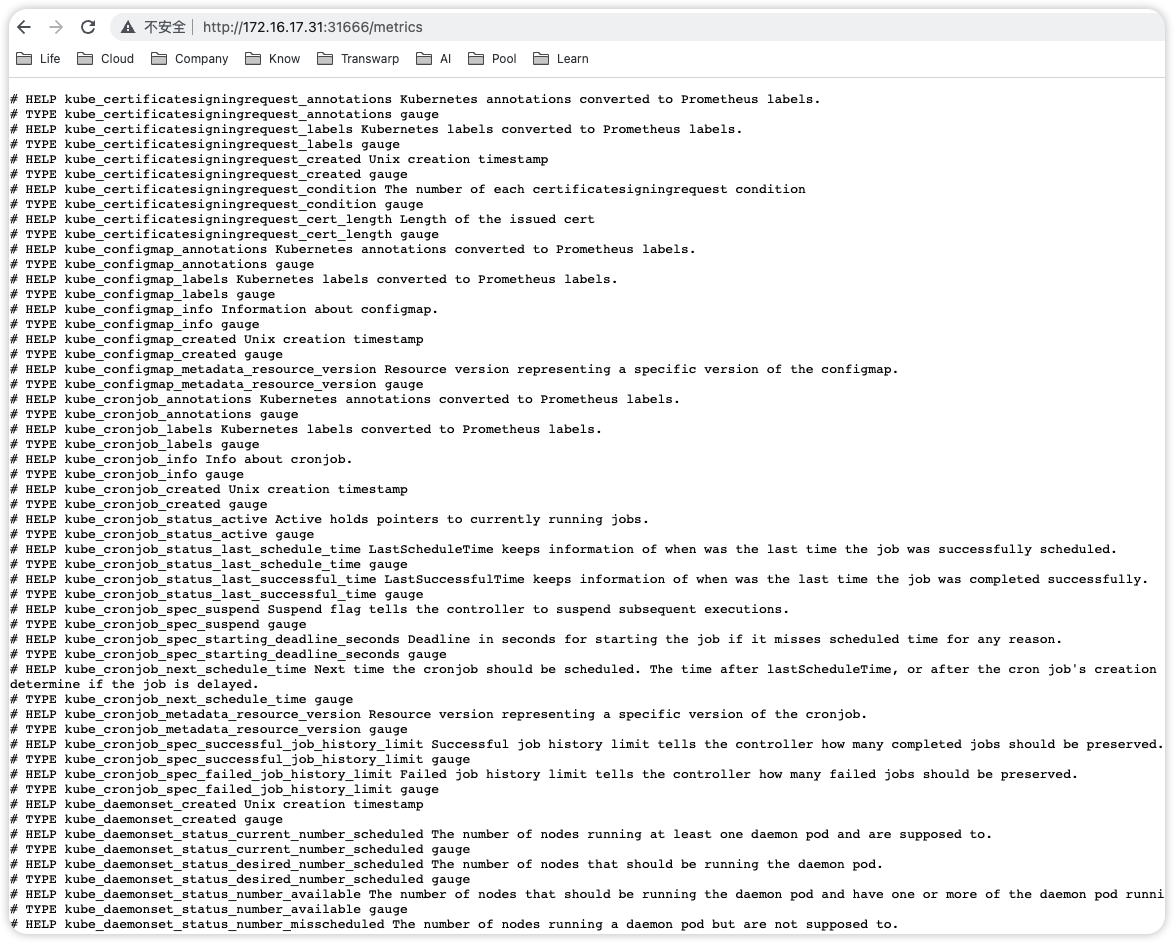 不安全 http://172.16.17.31:31666/metrics
Life Cloud Company Know Transwarp AI Pool Learn
# HELP kube_certificatesigningrequest_annotations Kubernetes annotations converted to Prometheus labels.
# TYPE kube_certificatesigningrequest_annotations gauge
# HELP kube_certificatesigningrequest_labels Kubernetes labels converted to Prometheus labels.
# TYPE kube_certificatesigningrequest_labels gauge
# HELP kube_certificatesigningrequest_created Unix creation timestamp
# TYPE kube_certificatesigningrequest_created gauge
# HELP kube_certificatesigningrequest_condition The number of each certificatesigningrequest condition
# TYPE kube_certificatesigningrequest_condition gauge
# HELP kube_certificatesigningrequest_cert_length Length of the issued cert
# TYPE kube_certificatesigningrequest_cert_length gauge
# HELP kube_configmap_annotations Kubernetes annotations converted to Prometheus labels.
# TYPE kube_configmap_annotations gauge
# HELP kube_configmap_labels Kubernetes labels converted to Prometheus labels.
# TYPE kube_configmap_labels gauge
# HELP kube_configmap_info Information about configmap.
# TYPE kube_configmap_info gauge
# HELP kube_configmap_created Unix creation timestamp
# TYPE kube_configmap_created gauge
# HELP kube_configmap_metadata_resource_version Resource version representing a specific version of the configmap.
# TYPE kube_configmap_metadata_resource_version gauge
# HELP kube_cronjob_annotations Kubernetes annotations converted to Prometheus labels.
# TYPE kube_cronjob_annotations gauge
# HELP kube_cronjob_labels Kubernetes labels converted to Prometheus labels.
# TYPE kube_cronjob_labels gauge
# HELP kube_cronjob_info Info about cronjob.
# TYPE kube_cronjob_info gauge
# HELP kube_cronjob_created Unix creation timestamp
# TYPE kube_cronjob_created gauge
# HELP kube_cronjob_status_active Active holds pointers to currently running jobs.
# TYPE kube_cronjob_status_active gauge
# HELP kube_cronjob_status_last_schedule_time LastScheduleTime keeps information of when was the last time the job was successfully scheduled.
# TYPE kube_cronjob_status_last_schedule_time gauge
# HELP kube_cronjob_status_last_successful_time LastSuccessfulTime keeps information of when was the last time the job was completed successfully.
# TYPE kube_cronjob_status_last_successful_time gauge
# HELP kube_cronjob_spec_suspend Suspend flag tells the controller to suspend subsequent executions.
# TYPE kube_cronjob_spec_suspend gauge
# HELP kube_cronjob_spec_starting_deadline_seconds Deadline in seconds for starting the job if it misses scheduled time for any reason.
# TYPE kube_cronjob_spec_starting_deadline_seconds gauge
# HELP kube_cronjob_next_schedule_time Next time the cronjob should be scheduled. The time after lastScheduleTime, or after the cron job's creation
determine if the job is delayed.
# TYPE kube_cronjob_next_schedule_time gauge
# HELP kube_cronjob_metadata_resource_version Resource version representing a specific version of the cronjob.
# TYPE kube_cronjob_metadata_resource_version gauge
# HELP kube_cronjob_spec_successful_job_history_limit Successful job history limit tells the controller how many completed jobs should be preserved.
# TYPE kube_cronjob_spec_successful_job_history_limit gauge
# HELP kube_cronjob_spec_failed_job_history_limit Failed job history limit tells the controller how many failed jobs should be preserved.
# TYPE kube_cronjob_spec_failed_job_history_limit gauge
# HELP kube_daemonset_created Unix creation timestamp
# TYPE kube_daemonset_created gauge
# HELP kube_daemonset_status_current_number_scheduled The number of nodes running at least one daemon pod and are supposed to.
# TYPE kube_daemonset_status_current_number_scheduled gauge
# HELP kube_daemonset_status_desired_number_scheduled The number of nodes that should be running the daemon pod.
# TYPE kube_daemonset_status_desired_number_scheduled gauge
# HELP kube_daemonset_status_number_available The number of nodes that should be running the daemon pod and have one or more of the daemon pod runni
# TYPE kube_daemonset_status_number_available gauge
# HELP kube_daemonset_status_number_misscheduled The number of nodes running a daemon pod but are not supposed to.